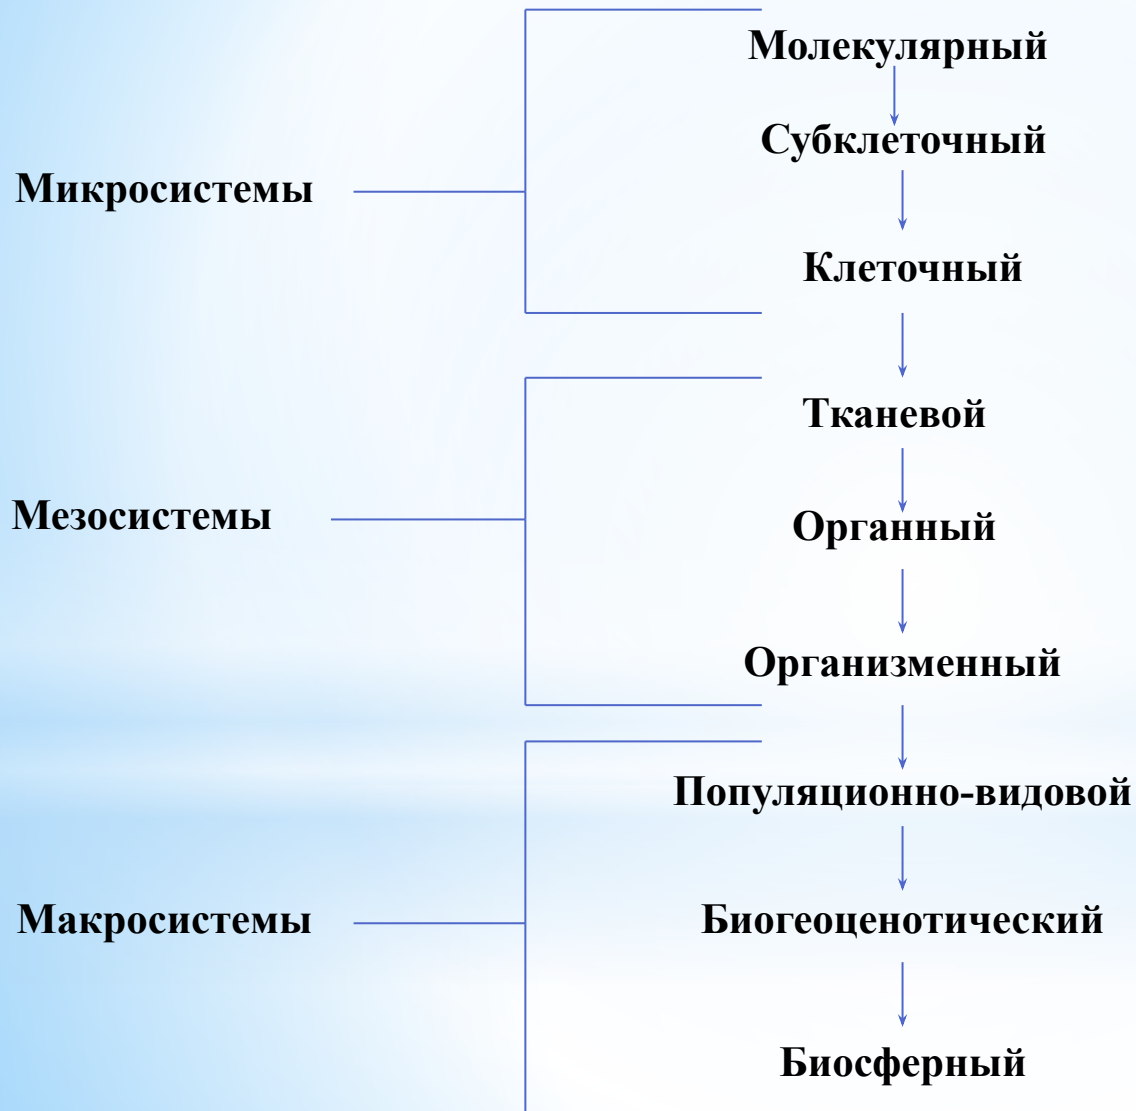 Молекулярный
Субклеточный
Микросистемы
Клеточный
Тканевой
Мезосистемы
Органный
Организменный
Популяционно-видовой
Макросистемы
Биогеоценотический
Биосферный